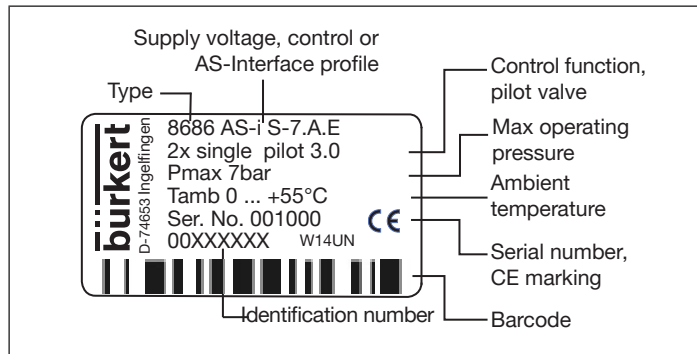 Supply voltage, control or
AS-Interface profile
Type
Control function,
pilot valve
Max operating
pressure
Ambient
temperature
Serial number,
CE marking
Barcode
Identification number
bürkert
D-74653 Ingelfingen
8686 AS-i S-7.A.E
2x single pilot 3.0
Pmax 7bar
Tamb 0 ... +55°C
Ser. No. 001000
CE
00XXXXXX W14UN